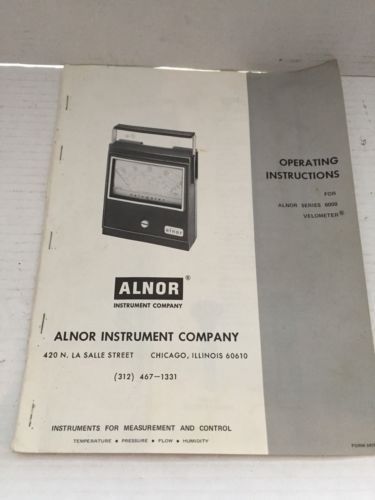 alnor
OPERATING
INSTRUCTIONS
FOR
ALNOR SERIES 6000
VELOMETER®
ALNOR®
INSTRUMENT COMPANY
ALNOR INSTRUMENT COMPANY
420 N. LA SALLE STREET CHICAGO, ILLINOIS 60610
(312) 467-1331
INSTRUMENTS FOR MEASUREMENT AND CONTROL
TEMPERATURE • PRESSURE • FLOW • HUMIDITY
FORM